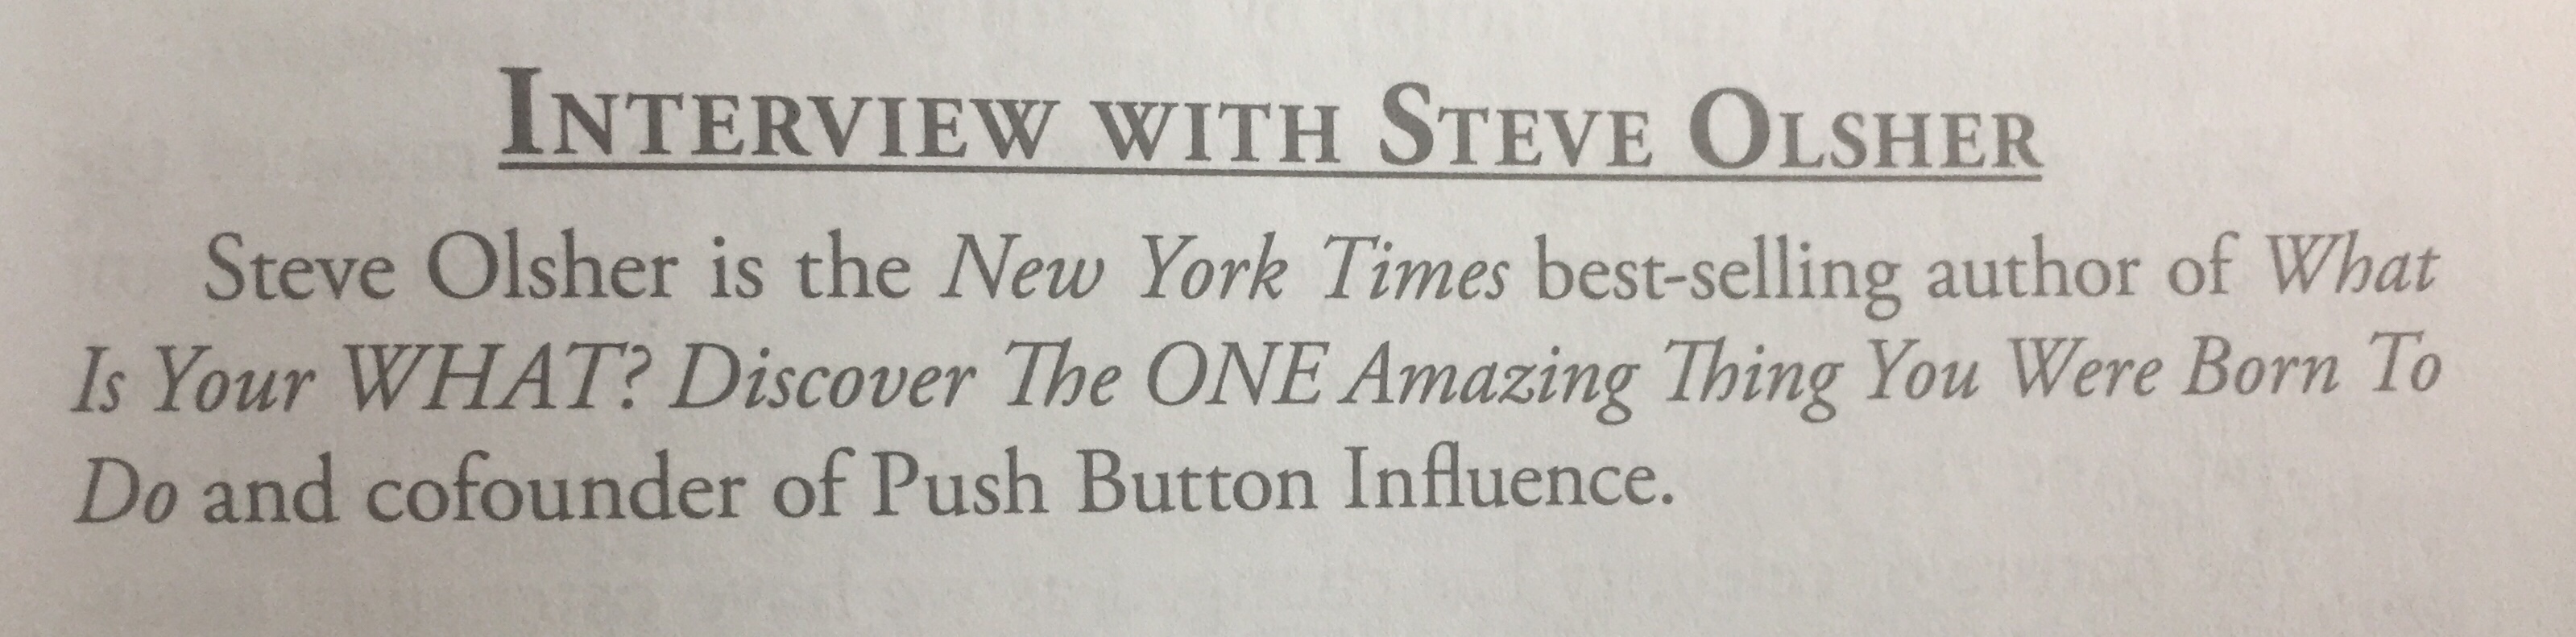 INTERVIEW WITH STEVE OLSHER
Steve Olsher is the New York Times best-selling author of What
Is Your WHAT? Discover The ONE Amazing Thing You Were Born To
Do and cofounder of Push Button Influence.